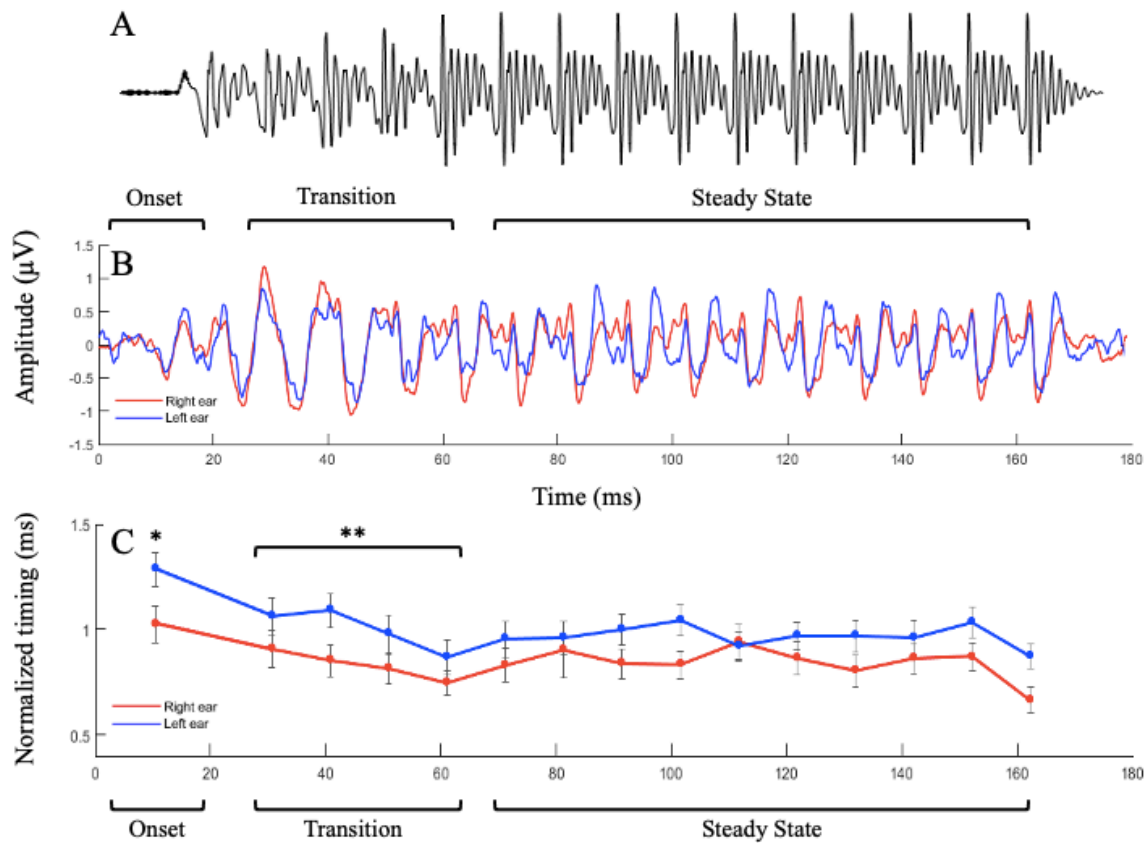 A
Onset Transition Steady State
B
Amplitude (μV)
1.5
1
0.5
0
-0.5
-1
-1.5
Right ear
Left ear
0 20 40 60 80 100 120 140 160 180
Time (ms)
C
Normalized timing (ms)
1.5
1
0.5
* **
Right ear
Left ear
0 20 40 60 80 100 120 140 160 180
Onset Transition Steady State